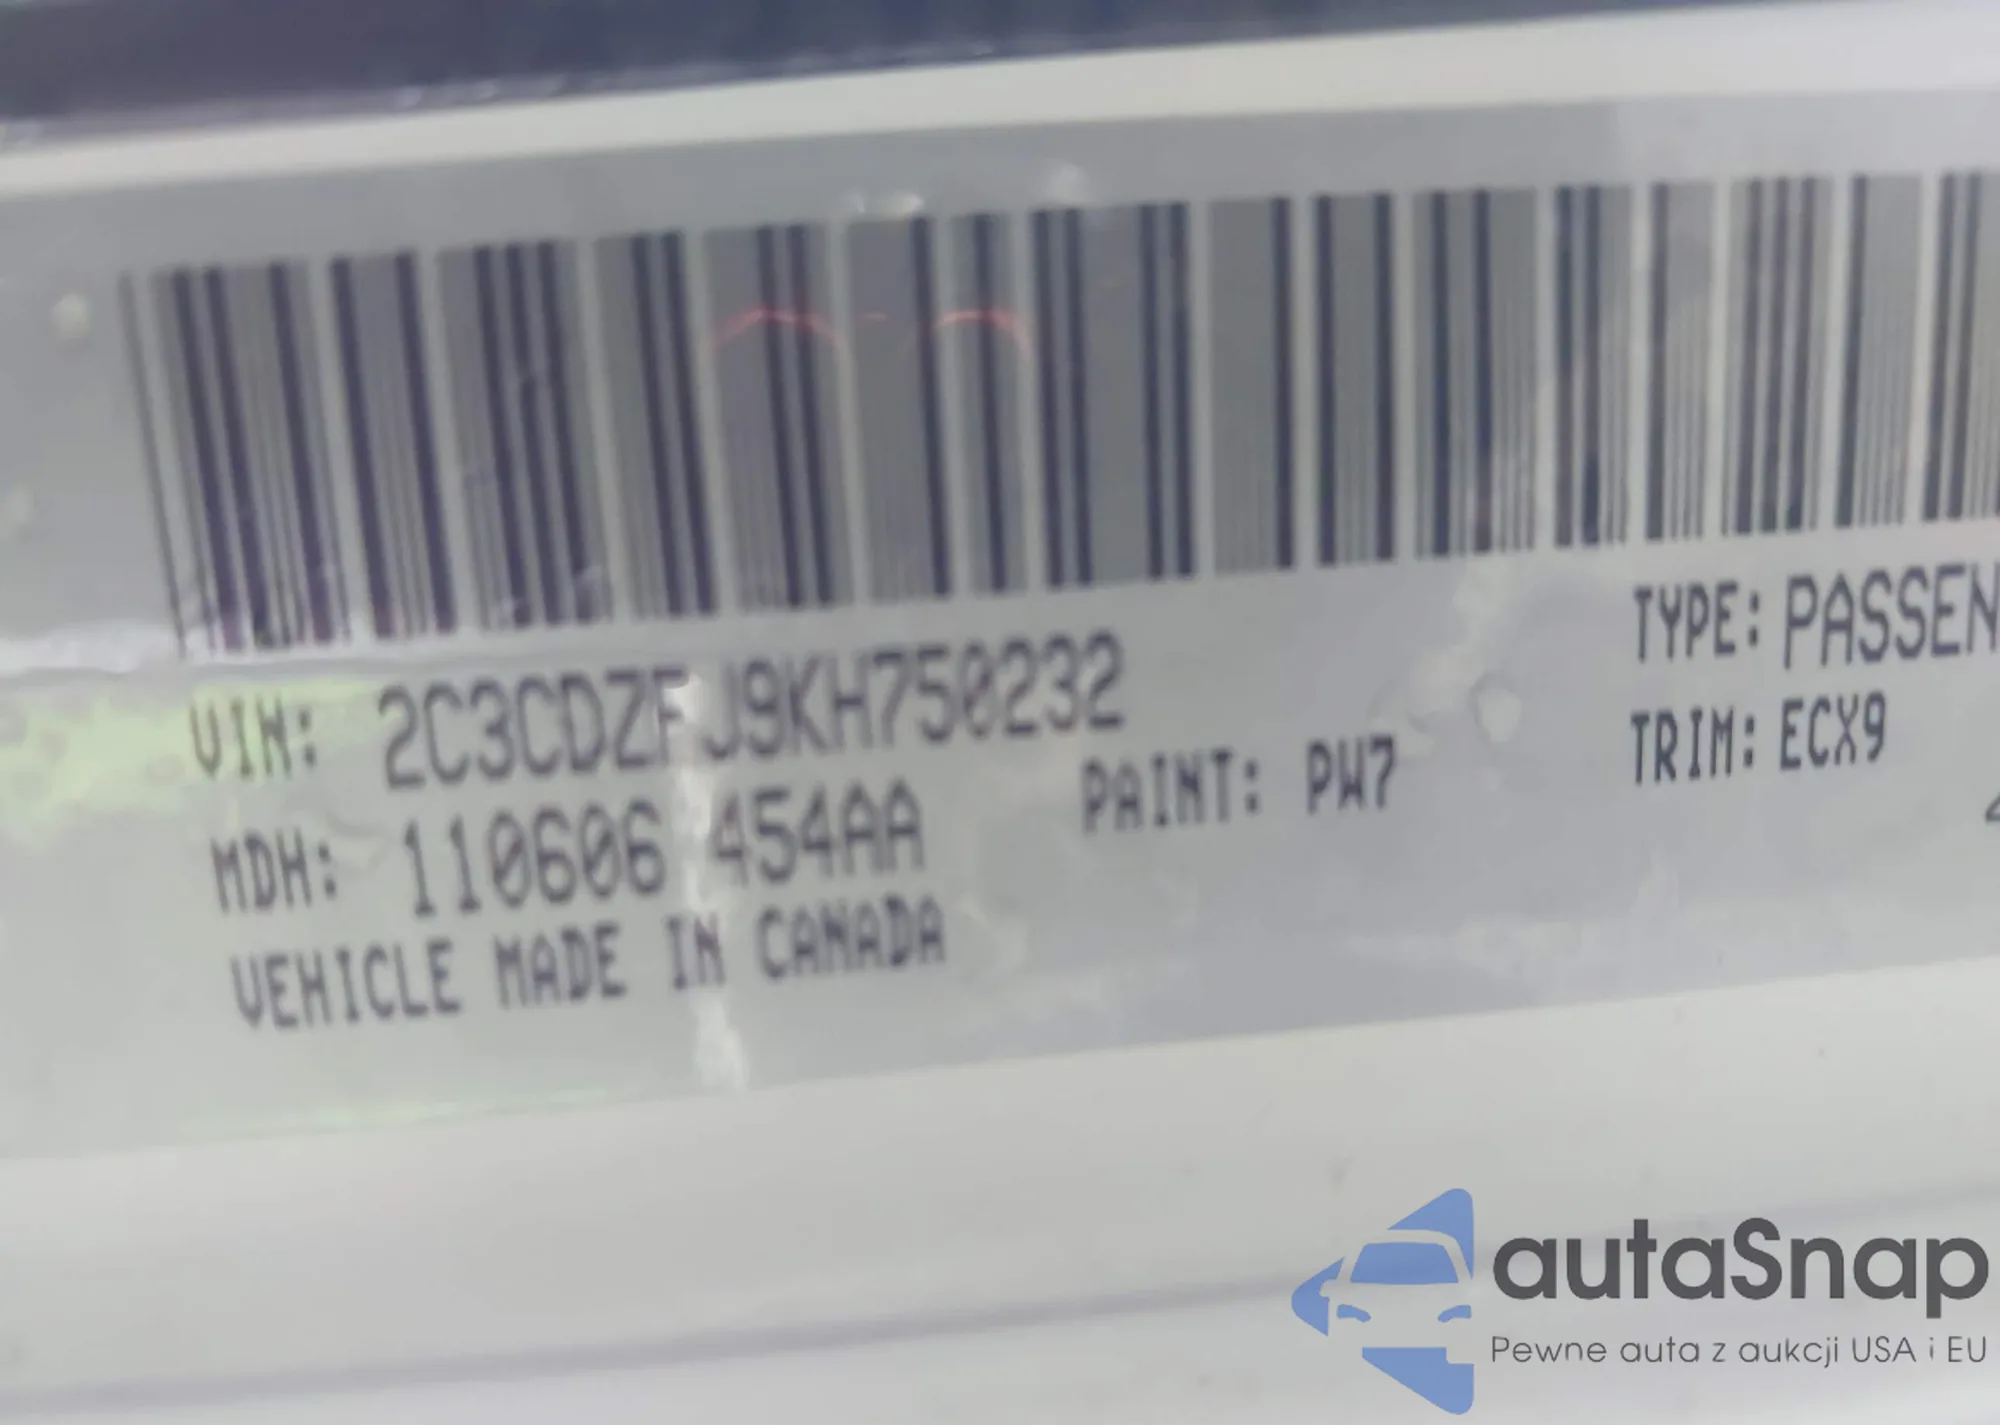 VIN: 2C3CDZFJ9KH750232
TYPE: PASSEN
MDH: 110606 454AA
PAINT: PW7
TRIM: ECX9
VEHICLE MADE IN CANADA
autaSnap
Pewne auta z aukcji USA i EU